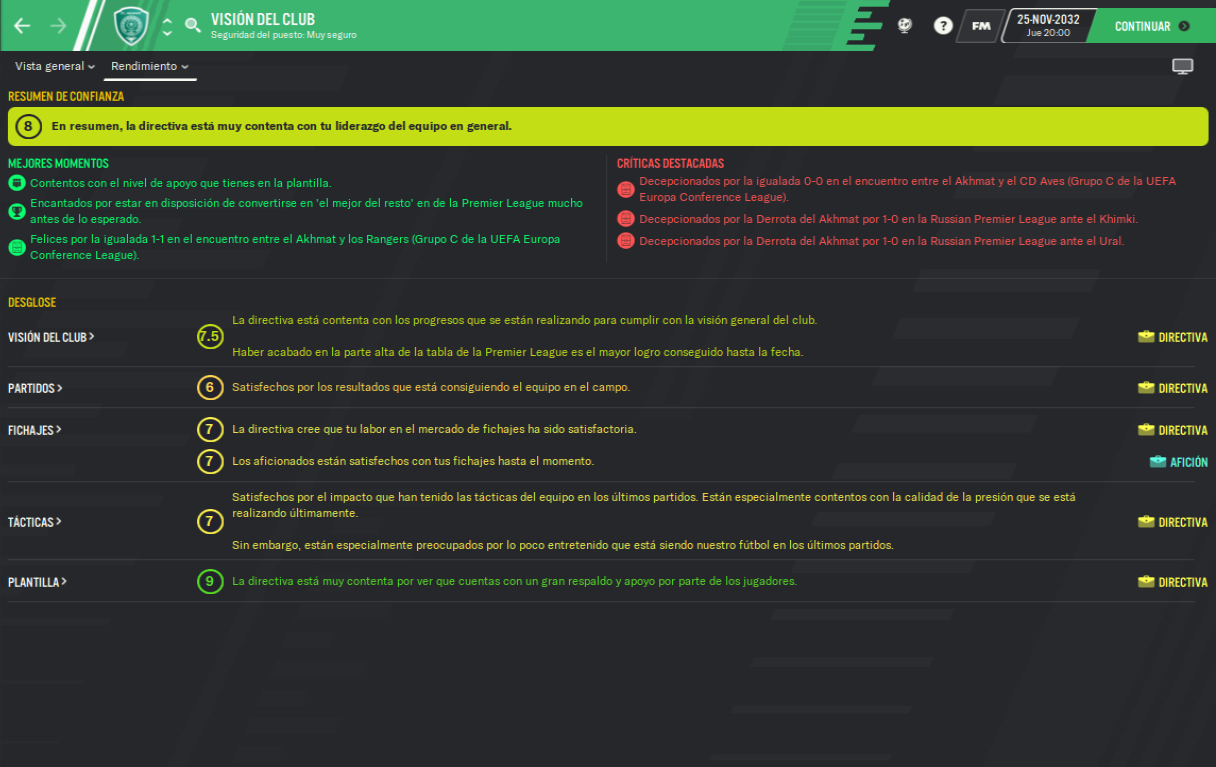 VISIÓN DEL CLUB
Seguridad del puesto: Muy seguro
?
FM
25-NOV-2032
Jue 20:00
CONTINUAR
Vista general
Rendimiento
RESUMEN DE CONFIANZA
8 En resumen, la directiva está muy contenta con tu liderazgo del equipo en general.
MEJORES MOMENTOS
Contentos con el nivel de apoyo que tienes en la plantilla.
Encantados por estar en disposición de convertirse en 'el mejor del resto' en de la Premier League mucho
antes de lo esperado.
Felices por la igualada 1-1 en el encuentro entre el Akhmat y los Rangers (Grupo C de la UEFA Europa
Conference League).
CRÍTICAS DESTACADAS
Decepcionados por la igualada 0-0 en el encuentro entre el Akhmat y el CD Aves (Grupo C de la UEFA
Europa Conference League).
Decepcionados por la Derrota del Akhmat por 1-0 en la Russian Premier League ante el Khimki.
Decepcionados por la Derrota del Akhmat por 1-0 en la Russian Premier League ante el Ural.
DESGLOSE
La directiva está contenta con los progresos que se están realizando para cumplir con la visión general del club.
VISIÓN DEL CLUB 7.5 DIRECTIVA
Haber acabado en la parte alta de la tabla de la Premier League es el mayor logro conseguido hasta la fecha.
PARTIDOS 6 Satisfechos por los resultados que está consiguiendo el equipo en el campo. DIRECTIVA
FICHAJES 7 La directiva cree que tu labor en el mercado de fichajes ha sido satisfactoria. DIRECTIVA
7 Los aficionados están satisfechos con tus fichajes hasta el momento. AFICIÓN
Satisfechos por el impacto que han tenido las tácticas del equipo en los últimos partidos. Están especialmente contentos con la calidad de la presión que se está
realizando últimamente.
TÁCTICAS 7 DIRECTIVA
Sin embargo, están especialmente preocupados por lo poco entretenido que está siendo nuestro fútbol en los últimos partidos.
PLANTILLA 9 La directiva está muy contenta por ver que cuentas con un gran respaldo y apoyo por parte de los jugadores. DIRECTIVA